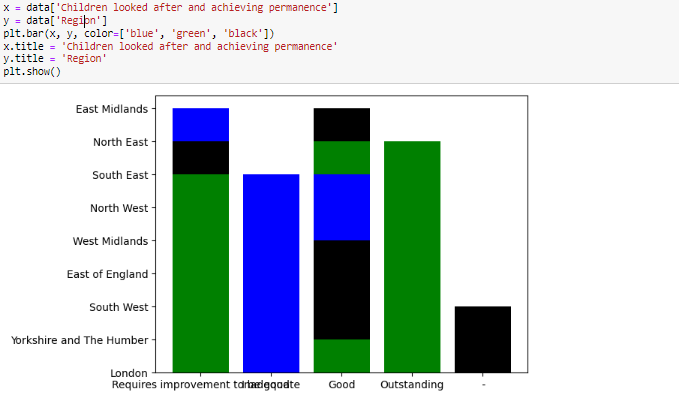 x = data['Children looked after and achieving permanence']
y = data['Region']
plt.bar(x, y, color=['blue', 'green', 'black'])
x.title = 'Children looked after and achieving permanence'
y.title = 'Region'
plt.show()
East Midlands
North East
South East
North West
West Midlands
East of England
South West
Yorkshire and The Humber
London
Requires improvement to be good Inadequate Good Outstanding -